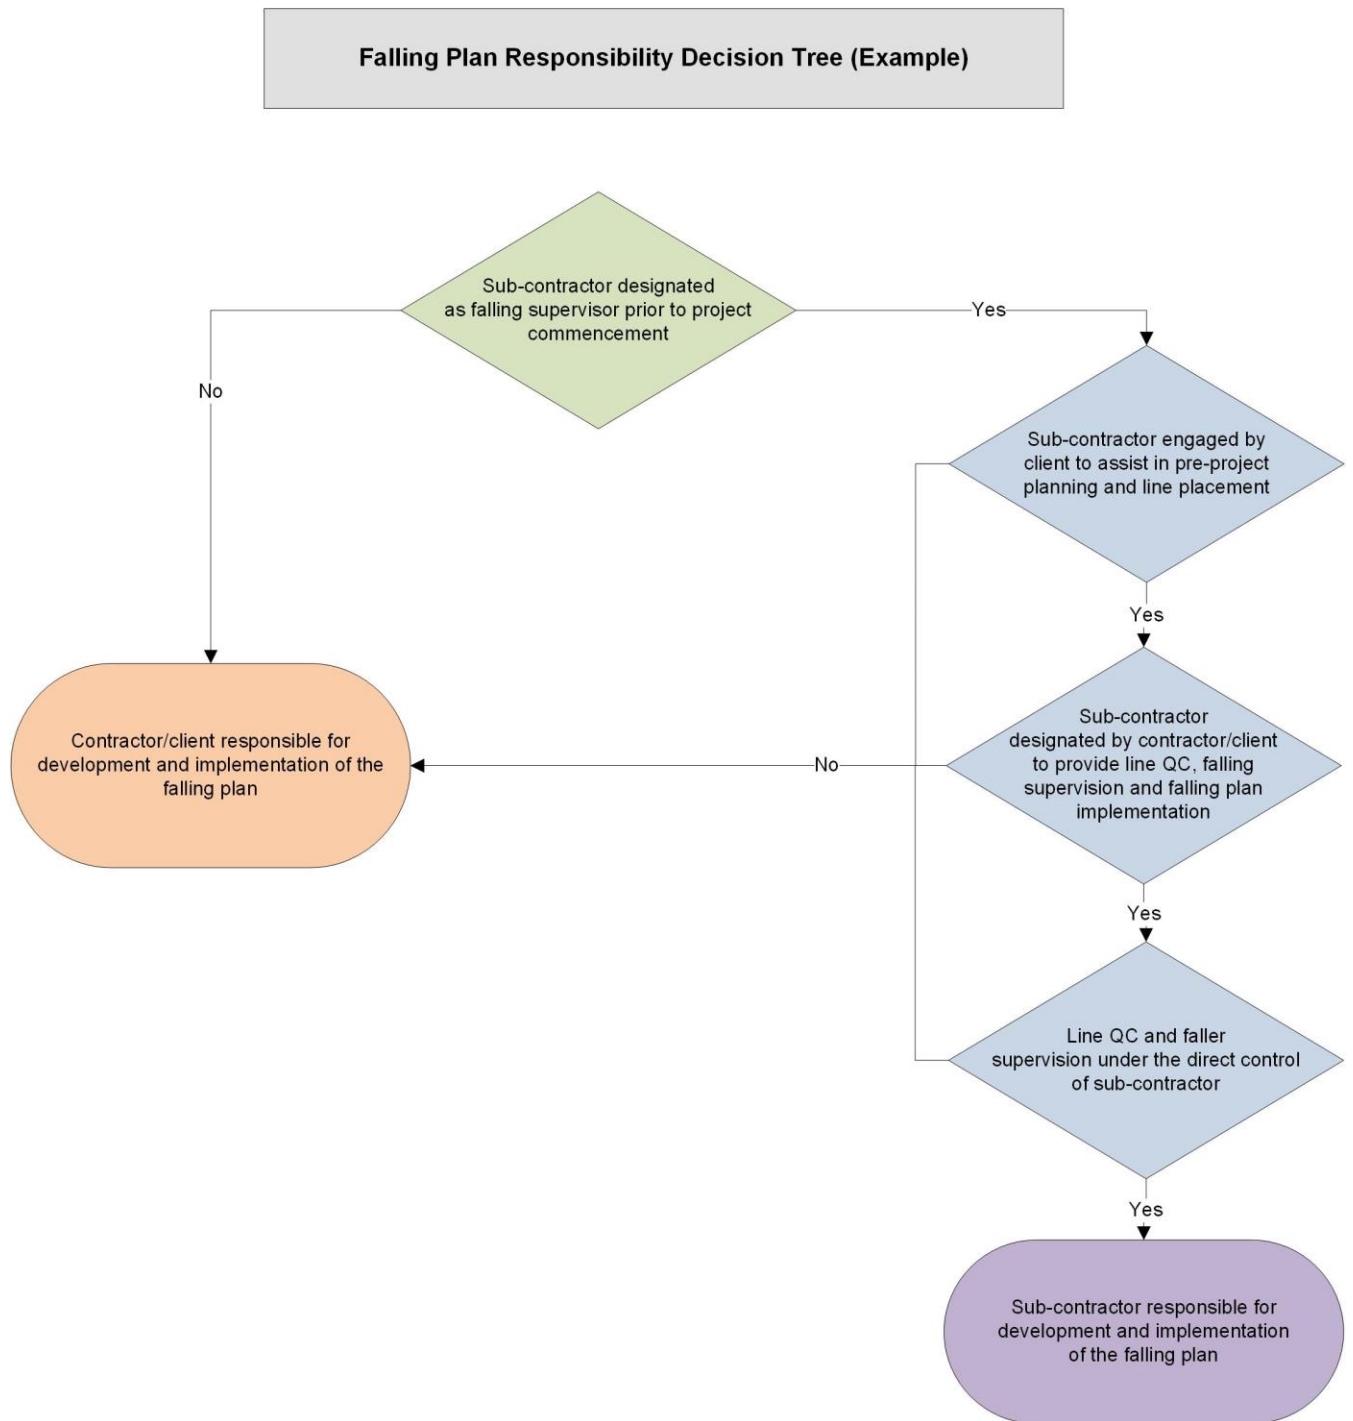 Falling Plan Responsibility Decision Tree (Example)
Sub-contractor designated
as falling supervisor prior to project
commencement
Yes
No
Sub-contractor engaged by
client to assist in pre-project
planning and line placement
Yes
Sub-contractor
designated by contractor/client
to provide line QC, falling
supervision and falling plan
implementation
No
Contractor/client responsible for
development and implementation of the
falling plan
Yes
Line QC and faller
supervision under the direct control
of sub-contractor
Yes
Sub-contractor responsible for
development and implementation
of the falling plan